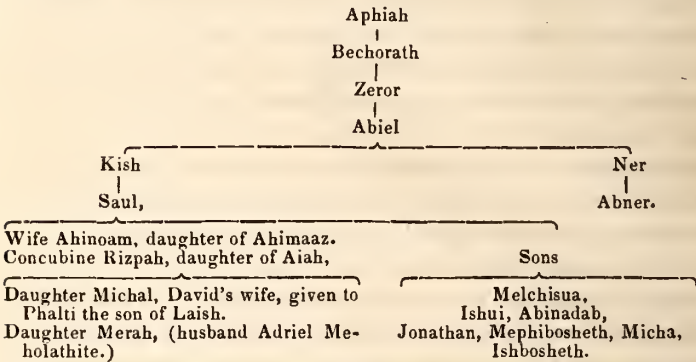 Aphiah
Bechorath
Zeror
Abiel
Kish Ner
Saul, Abner.
Wife Ahinoam, daughter of Ahimaaz.
Concubine Rizpah, daughter of Aiah, Sons
Daughter Michal, David's wife, given to
Phalti the son of Laish.
Daughter Merah, (husband Adriel Me-
holathite.)
Melchisua,
Ishui, Abinadab,
Jonathan, Mephibosheth, Micha,
Ishbosheth.